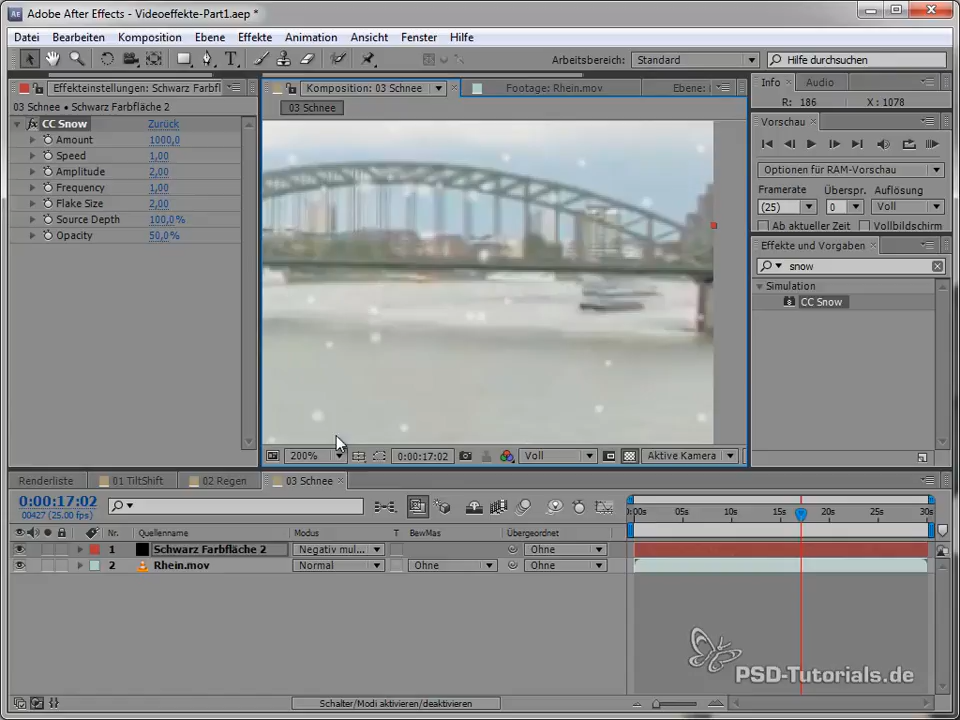 Adobe After Effects - Videoeffekte-Part1.aep *
Datei Bearbeiten Komposition Ebene Effekte Animation Ansicht Fenster Hilfe
Arbeitsbereich: Standard Hilfe durchsuchen
Effekteinstellungen: Schwarz Farbfl
03 Schnee • Schwarz Farbfläche 2
fx CC Snow Zurück
Amount 1000,0
Speed 1,00
Amplitude 2,00
Frequency 1,00
Flake Size 2,00
Source Depth 100,0%
Opacity 50,0%
Komposition: 03 Schnee Footage: Rhein.mov Ebene:
03 Schnee
200% 0:00:17:02 Voll Aktive Kamera
Info Audio
R: 186 X: 1078
Vorschau
Optionen für RAM-Vorschau
Framerate Überspr. Auflösung
(25) 0 Voll
Ab aktueller Zeit Vollbildschirm
Effekte und Vorgaben
snow
Simulation
CC Snow
Renderliste 01 TiltShift 02 Regen 03 Schnee
0:00:17:02
00427 (25.00 fps)
Nr. Quellenname Modus T BewMas Übergeordnet
1 Schwarz Farbfläche 2 Negativ mul... Ohne
2 Rhein.mov Normal Ohne Ohne
:00s 05s 10s 15s 20s 25s 30s
Schalter/Modi aktivieren/deaktivieren
PSD-Tutorials.de